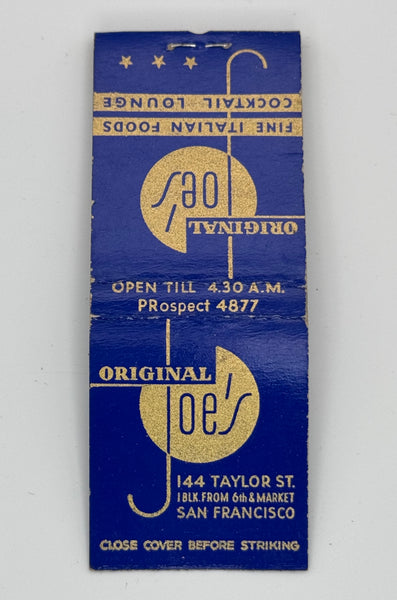 FINE ITALIAN FOODS
COCKTAIL LOUNGE
ORIGINAL
Joe's
OPEN TILL 4.30 A.M.
PRospect 4877
ORIGINAL
Joe's
144 TAYLOR ST.
1 BLK. FROM 6th & MARKET
SAN FRANCISCO
CLOSE COVER BEFORE STRIKING